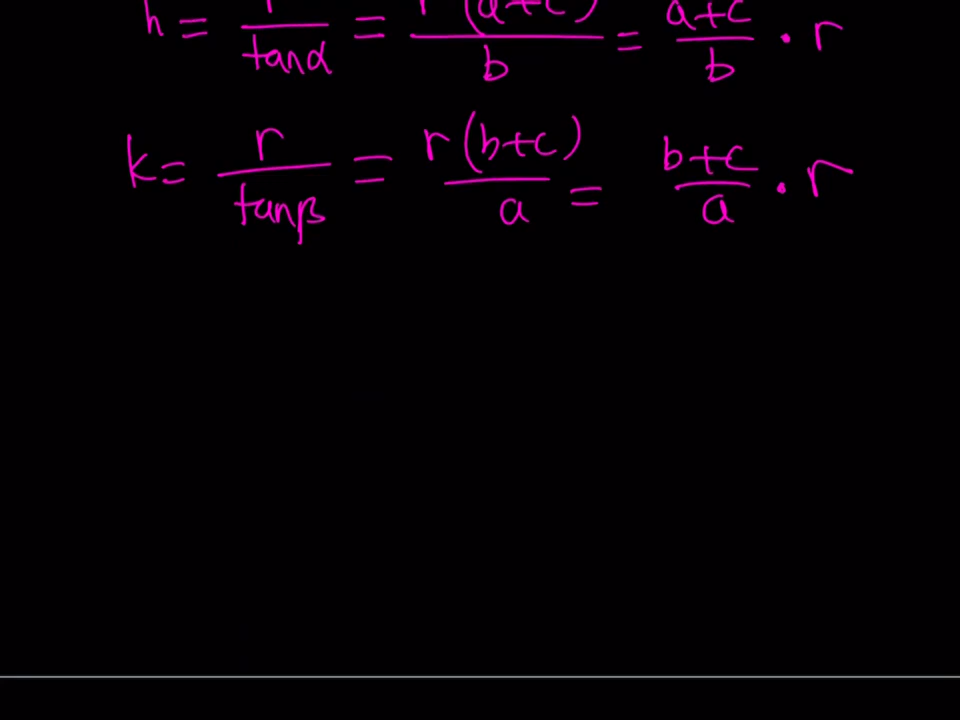 h = r/tanα = r(a+c)/b = a+c/b · r
k = r/tanβ = r(b+c)/a = b+c/a · r